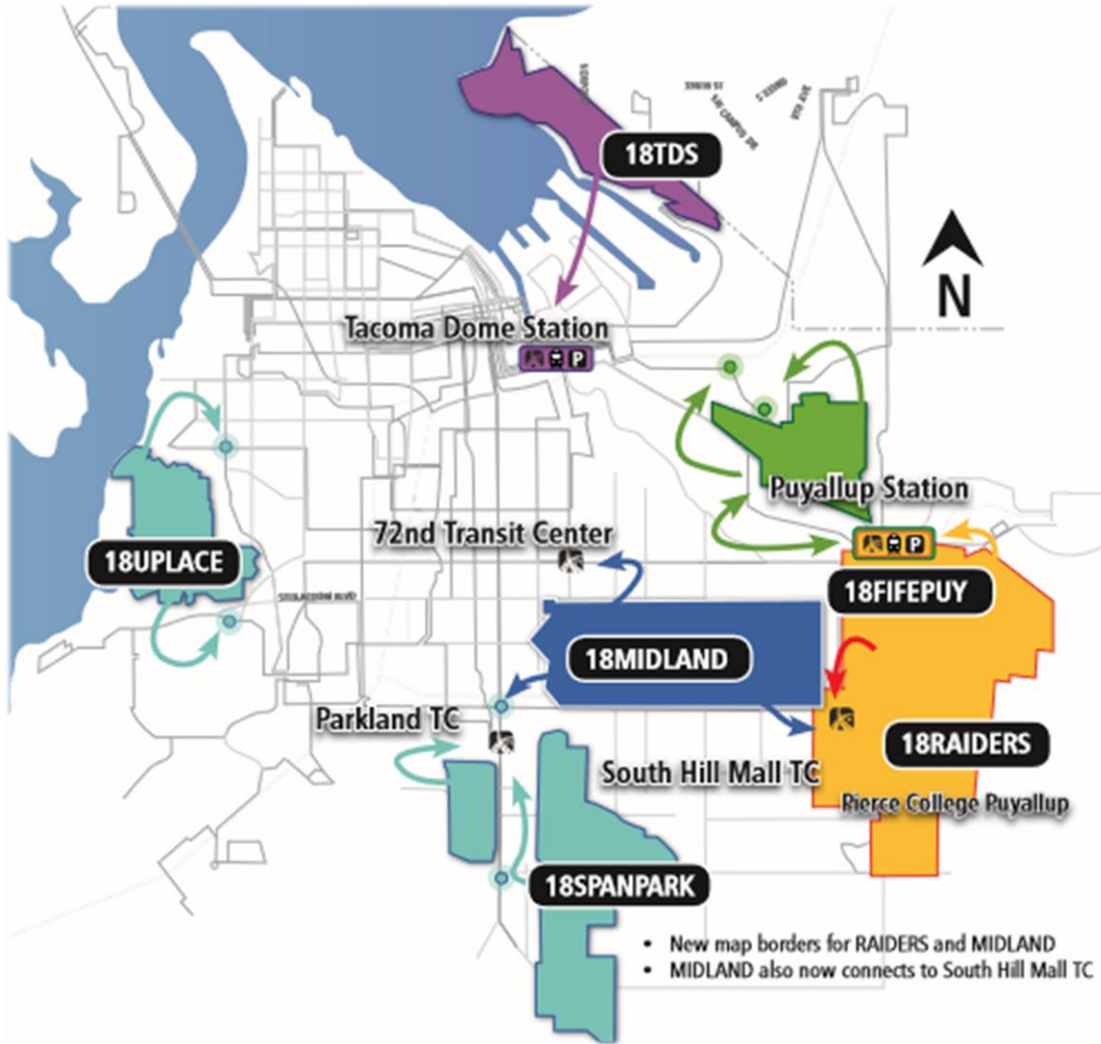 18TDS
N
Tacoma Dome Station
P
Puyallup Station
72nd Transit Center
P
18UPLACE
18FIFEPUY
STEILACOOM BLVD
18MIDLAND
Parkland TC
18RAIDERS
South Hill Mall TC
Pierce College Puyallup
18SPANPARK
• New map borders for RAIDERS and MIDLAND
• MIDLAND also now connects to South Hill Mall TC